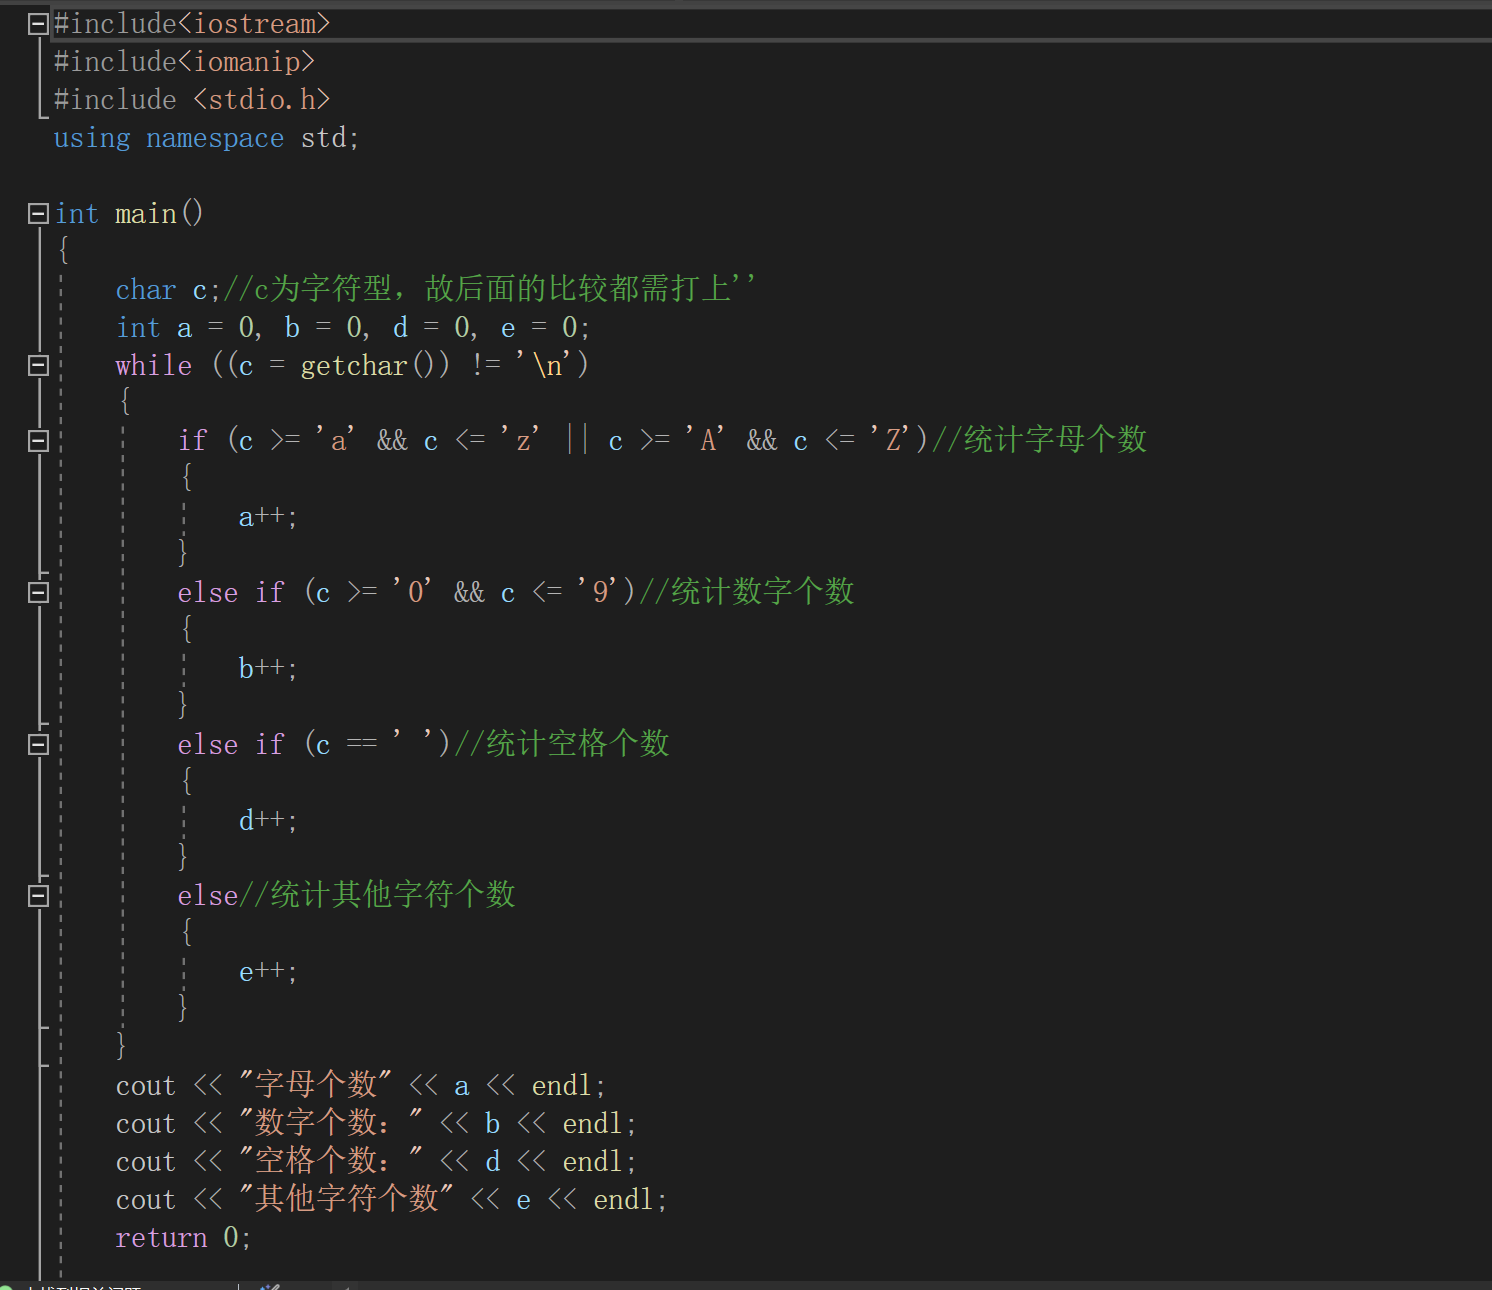 #include<iostream>
#include<iomanip>
#include <stdio.h>
using namespace std;
int main()
{
char c;//c为字符型，故后面的比较都需打上''
int a = 0, b = 0, d = 0, e = 0;
while ((c = getchar()) != '\n')
{
if (c >= 'a' && c <= 'z' || c >= 'A' && c <= 'Z')//统计字母个数
{
a++;
}
else if (c >= '0' && c <= '9')//统计数字个数
{
b++;
}
else if (c == ' ')//统计空格个数
{
d++;
}
else//统计其他字符个数
{
e++;
}
}
cout << "字母个数" << a << endl;
cout << "数字个数：" << b << endl;
cout << "空格个数：" << d << endl;
cout << "其他字符个数" << e << endl;
return 0;